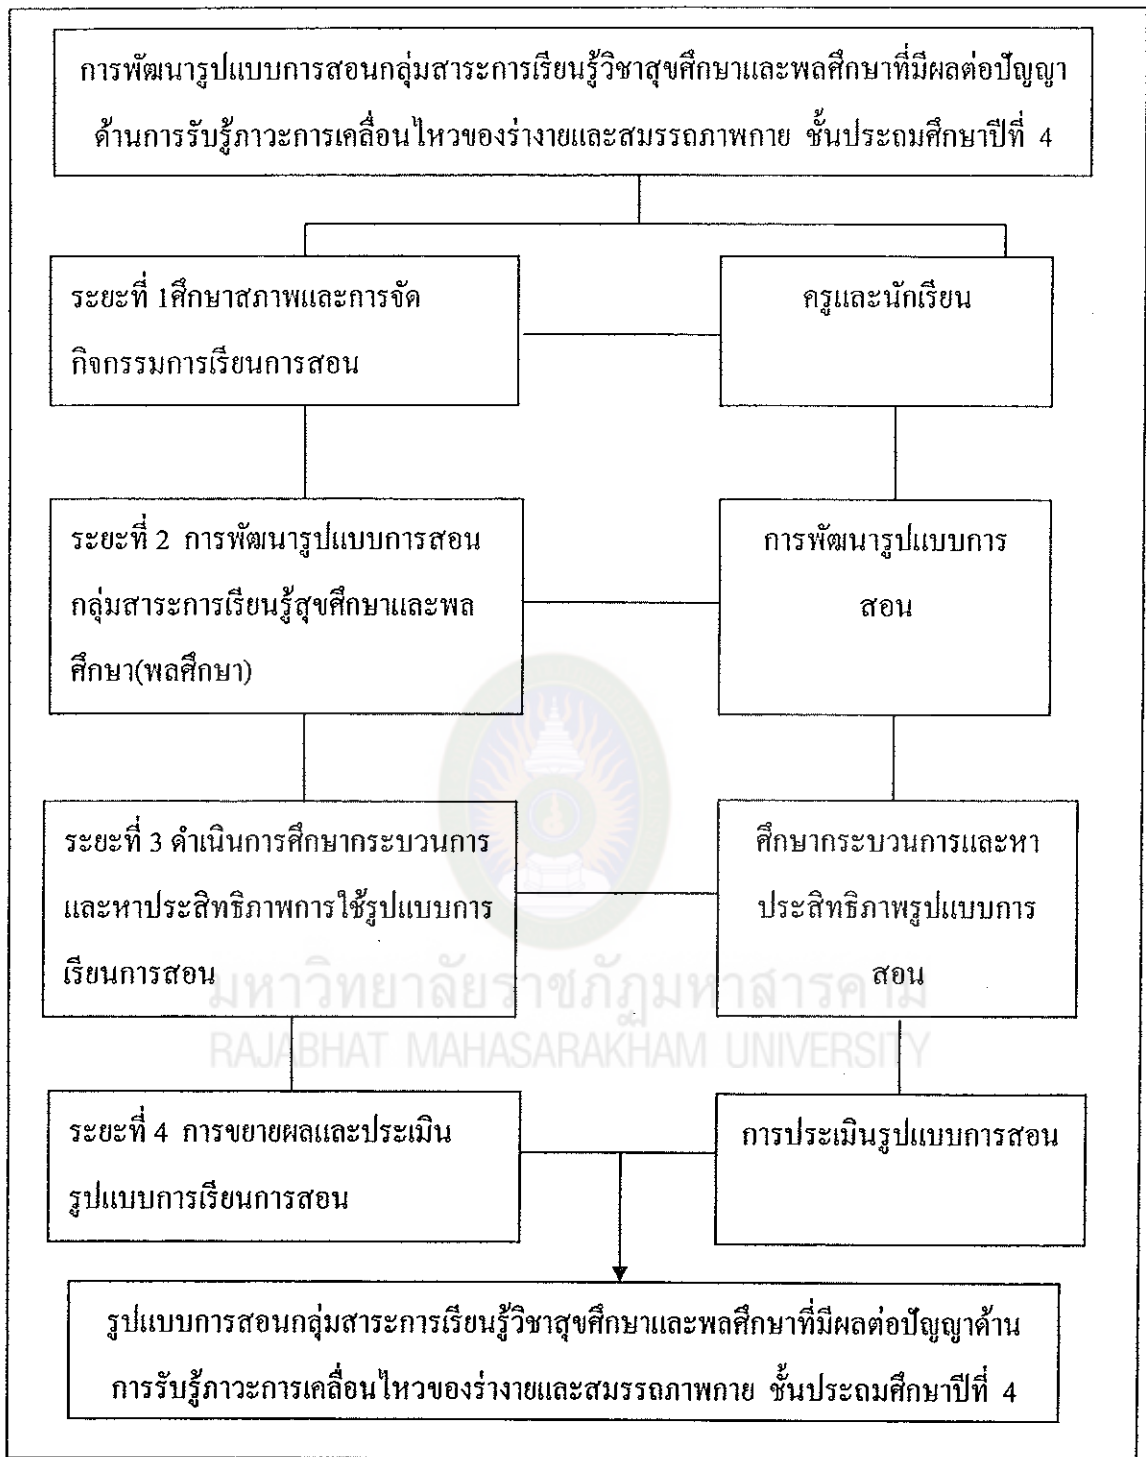 การพัฒนารูปแบบการสอนกลุ่มสาระการเรียนรู้วิชาสุขศึกษาและพลศึกษาที่มีผลต่อปัญญา
ด้านการรับรู้ภาวะการเคลื่อนไหวของร่างายและสมรรถภาพกาย ชั้นประถมศึกษาปีที่ 4
ระยะที่ 1ศึกษาสภาพและการจัด
กิจกรรมการเรียนการสอน
ครูและนักเรียน
ระยะที่ 2 การพัฒนารูปแบบการสอน
กลุ่มสาระการเรียนรู้สุขศึกษาและพล
ศึกษา(พลศึกษา)
การพัฒนารูปแบบการ
สอน
ระยะที่ 3 ดำเนินการศึกษากระบวนการ
และหาประสิทธิภาพการใช้รูปแบบการ
เรียนการสอน
ศึกษากระบวนการและหา
ประสิทธิภาพรูปแบบการ
สอน
มหาวิทยาลัยราชภัฏมหาสารคาม
RAJABHAT MAHASARAKHAM UNIVERSITY
ระยะที่ 4 การขยายผลและประเมิน
รูปแบบการเรียนการสอน
การประเมินรูปแบบการสอน
รูปแบบการสอนกลุ่มสาระการเรียนรู้วิชาสุขศึกษาและพลศึกษาที่มีผลต่อปัญญาด้าน
การรับรู้ภาวะการเคลื่อนไหวของร่างายและสมรรถภาพกาย ชั้นประถมศึกษาปีที่ 4